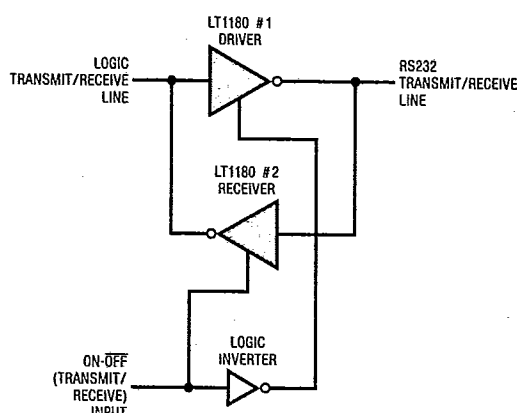 LT1180 #1
DRIVER
LOGIC
TRANSMIT/RECEIVE
LINE
RS232
TRANSMIT/RECEIVE
LINE
LT1180 #2
RECEIVER
ON-OFF
(TRANSMIT/
RECEIVE)
INPUT
LOGIC
INVERTER